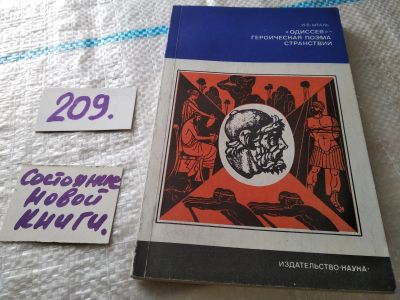 И.В. ШТАЛЬ
«ОДИССЕЯ»–
ГЕРОИЧЕСКАЯ ПОЭМА
СТРАНСТВИЙ
ИЗДАТЕЛЬСТВО «НАУКА»
209.
Состояние
новой
книги.